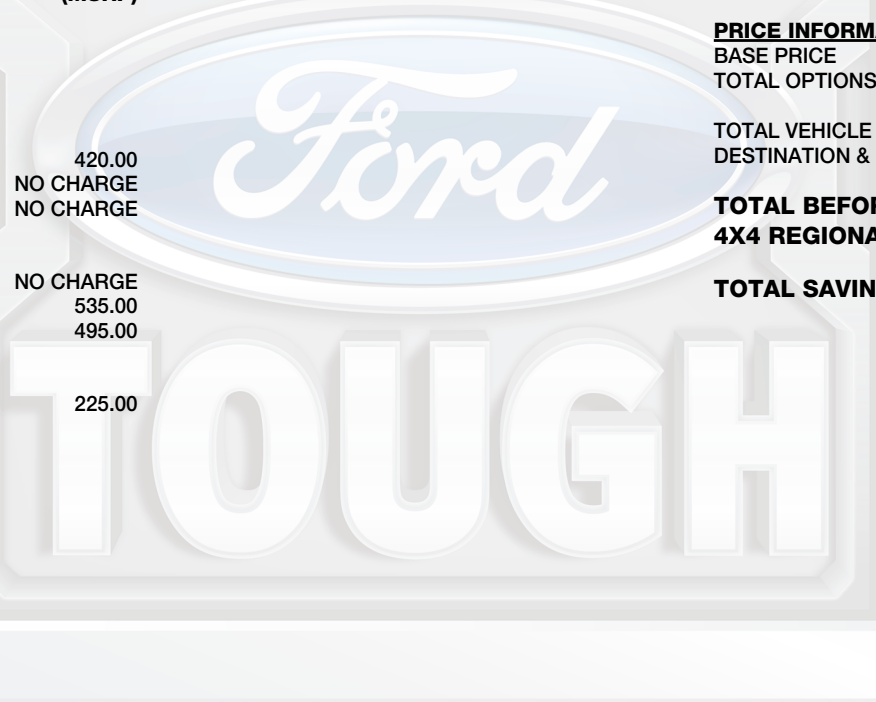 420.00
NO CHARGE
NO CHARGE
NO CHARGE
535.00
495.00
225.00
PRICE INFORM
BASE PRICE
TOTAL OPTIONS
TOTAL VEHICLE
DESTINATION &
TOTAL BEFOR
4X4 REGIONA
TOTAL SAVIN
Ford
TOUGH